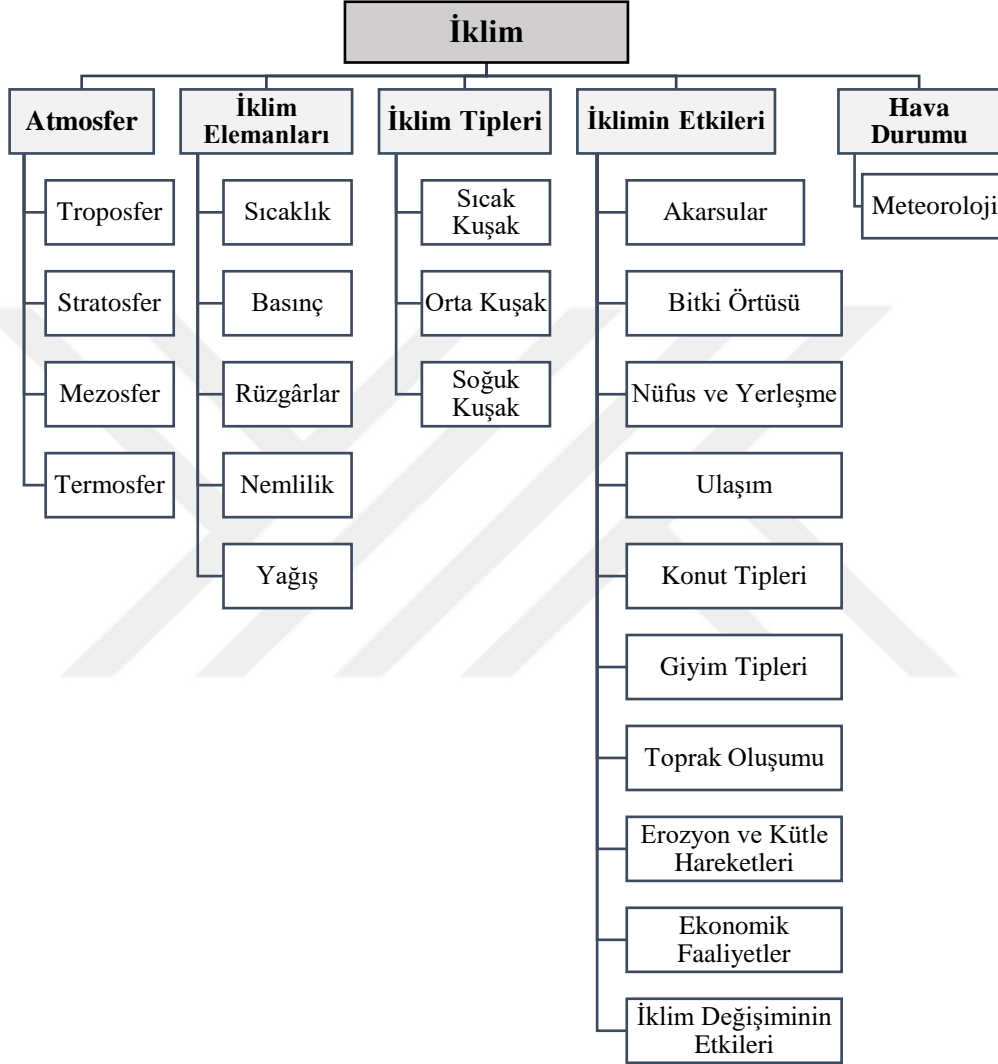 İklim
Atmosfer
Troposfer
Stratosfer
Mezosfer
Termosfer
İklim
Elemanları
Sıcaklık
Basınç
Rüzgârlar
Nemlilik
Yağış
İklim Tipleri
Sıcak
Kuşak
Orta Kuşak
Soğuk
Kuşak
İklimin Etkileri
Akarsular
Bitki Örtüsü
Nüfus ve Yerleşme
Ulaşım
Konut Tipleri
Giyim Tipleri
Toprak Oluşumu
Erozyon ve Kütle
Hareketleri
Ekonomik
Faaliyetler
İklim Değişiminin
Etkileri
Hava
Durumu
Meteoroloji